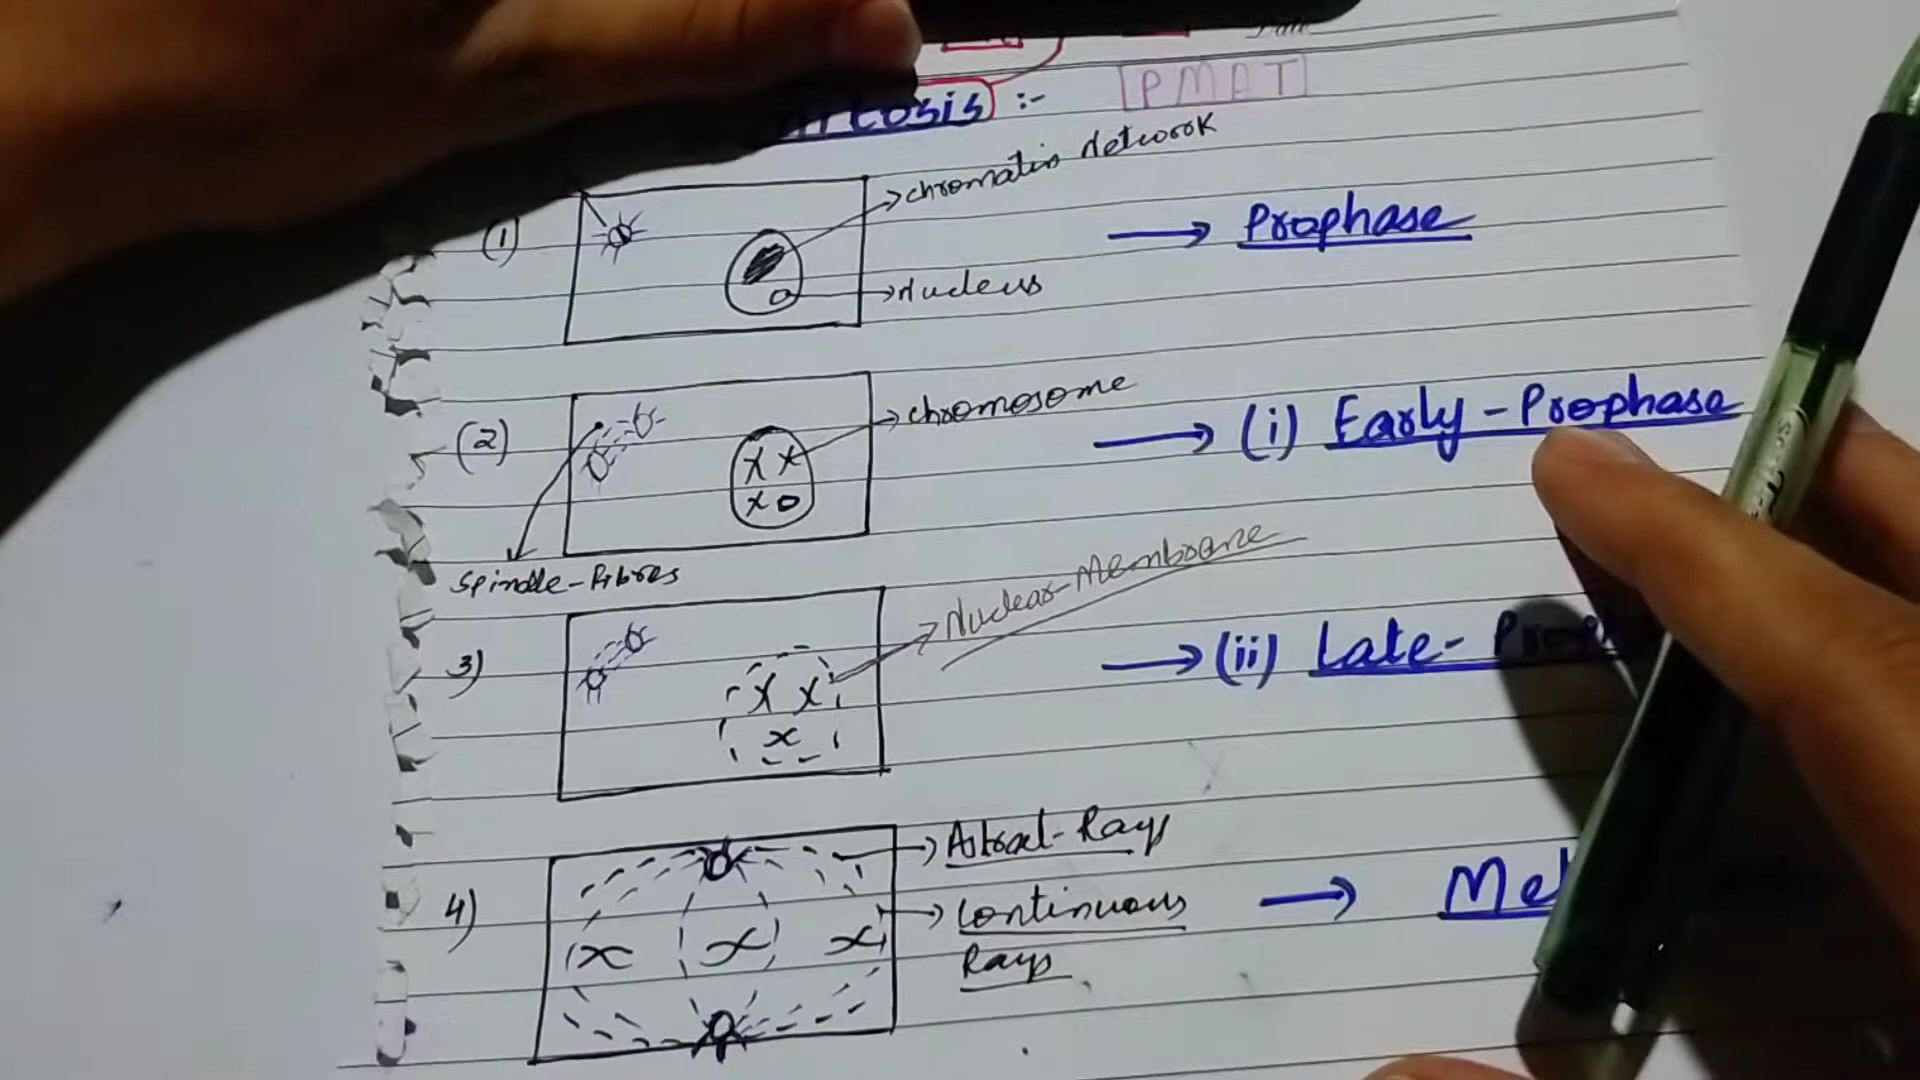 Date
:- PMAT
chromatin Network
(1)
→ Prophase
Nucleus
chromosome
(2)
→ (i) Early-Prophase
Spindle-Fibres
Nuclear-Membrane
3)
→ (ii) Late-
Astral-Rays
4)
Continuous
Rays